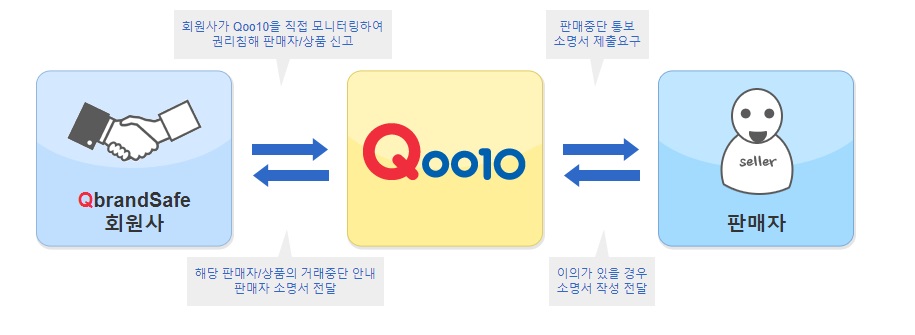 회원사가 Qoo10을 직접 모니터링하여
권리침해 판매자/상품 신고
판매중단 통보
소명서 제출요구
QbrandSafe
회원사
Qoo10
seller
판매자
해당 판매자/상품의 거래중단 안내
판매자 소명서 전달
이의가 있을 경우
소명서 작성 전달